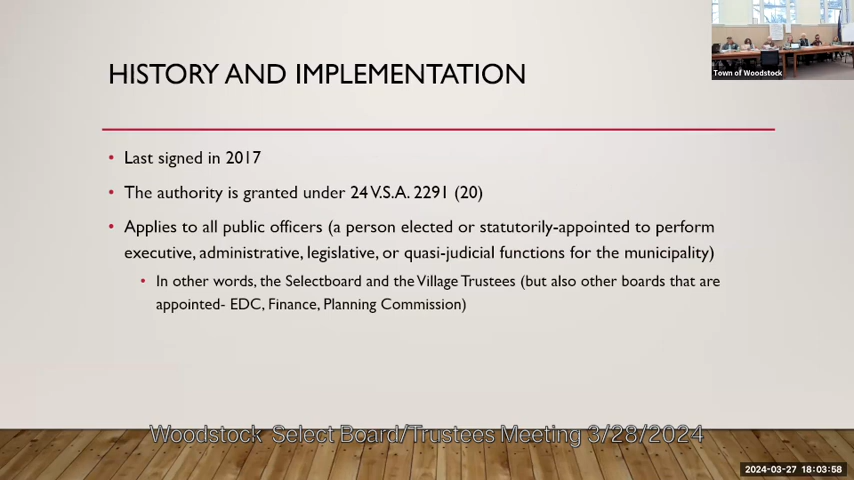 Town of Woodstock
HISTORY AND IMPLEMENTATION
• Last signed in 2017
• The authority is granted under 24 V.S.A. 2291 (20)
• Applies to all public officers (a person elected or statutorily-appointed to perform
executive, administrative, legislative, or quasi-judicial functions for the municipality)
• In other words, the Selectboard and the Village Trustees (but also other boards that are
appointed- EDC, Finance, Planning Commission)
Woodstock Select Board/Trustees Meeting 3/28/2024
2024-03-27 18:03:58